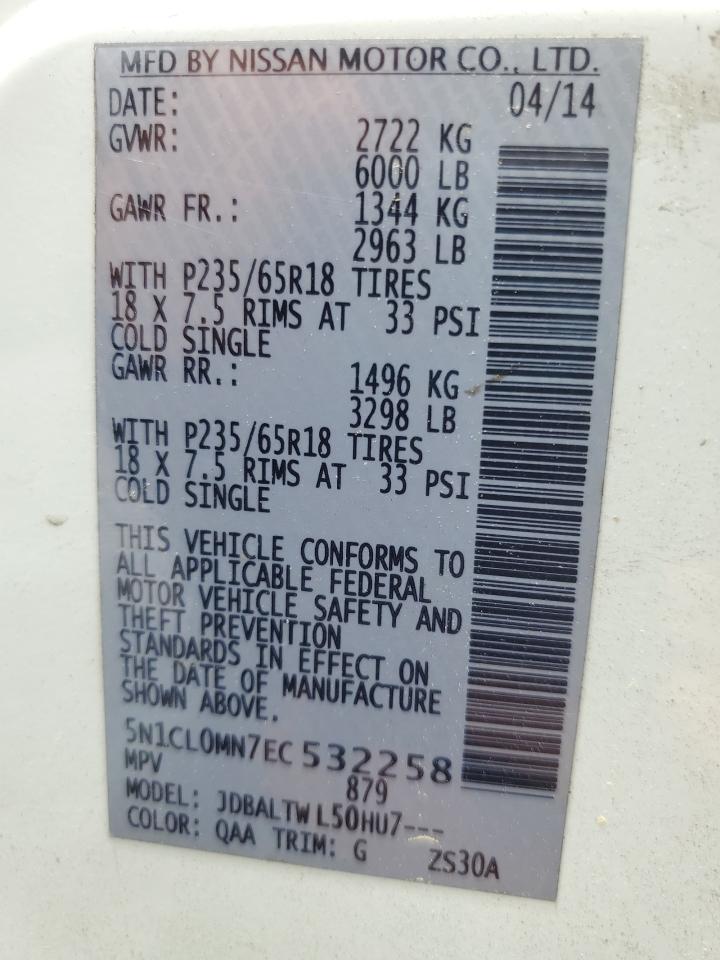 MFD BY NISSAN MOTOR CO., LTD.
DATE: 04/14
GVWR: 2722 KG
6000 LB
GAWR FR.: 1344 KG
2963 LB
WITH P235/65R18 TIRES
18 X 7.5 RIMS AT 33 PSI
COLD SINGLE
GAWR RR.: 1496 KG
3298 LB
WITH P235/65R18 TIRES
18 X 7.5 RIMS AT 33 PSI
COLD SINGLE
THIS VEHICLE CONFORMS TO
ALL APPLICABLE FEDERAL
MOTOR VEHICLE SAFETY AND
THEFT PREVENTION
STANDARDS IN EFFECT ON
THE DATE OF MANUFACTURE
SHOWN ABOVE.
5N1CL0MN7EC532258
MPV 879
MODEL: JDBALTWL50HU7---
COLOR: QAA TRIM: G ZS30A